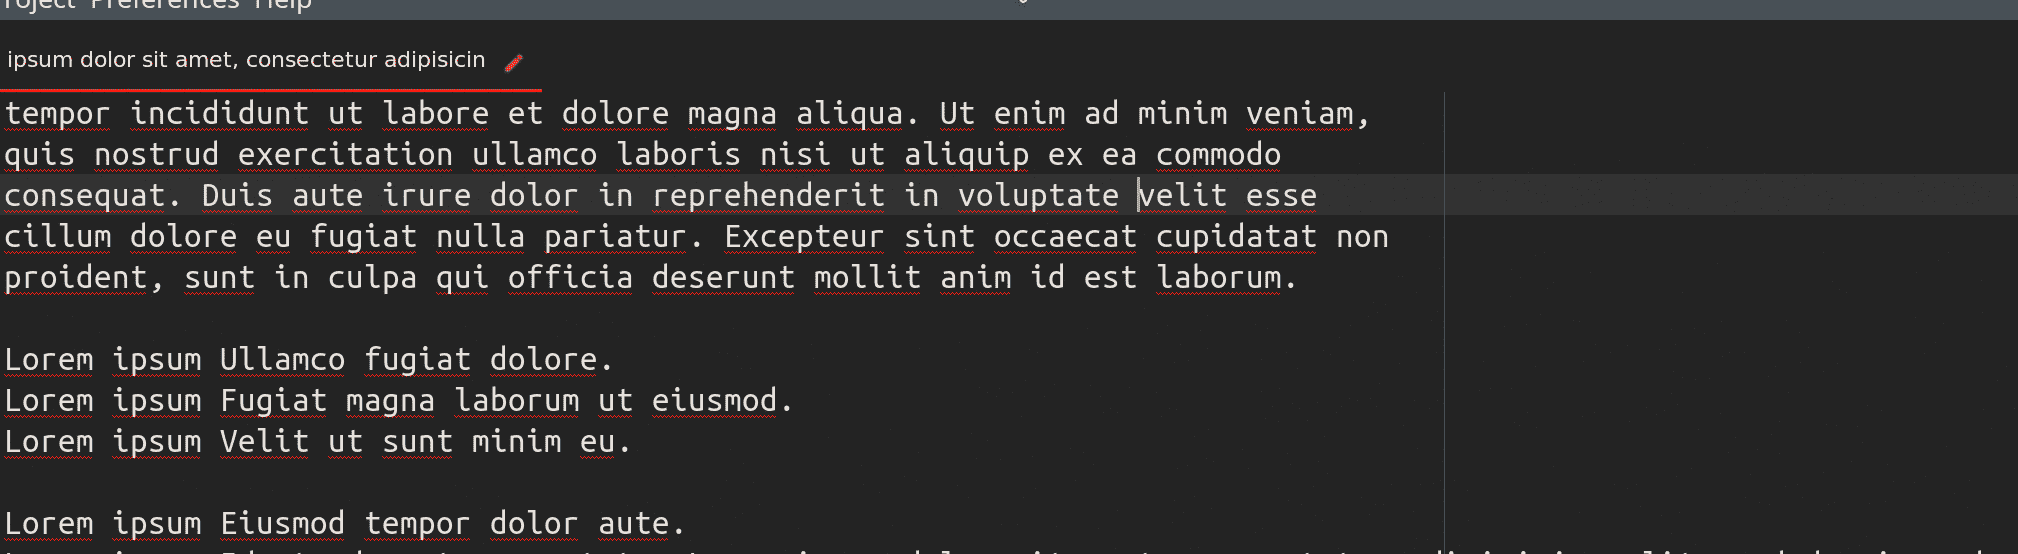 Preferences Help
ipsum dolor sit amet, consectetur adipisicin
tempor incididunt ut labore et dolore magna aliqua. Ut enim ad minim veniam,
quis nostrud exercitation ullamco laboris nisi ut aliquip ex ea commodo
consequat. Duis aute irure dolor in reprehenderit in voluptate velit esse
cillum dolore eu fugiat nulla pariatur. Excepteur sint occaecat cupidatat non
proident, sunt in culpa qui officia deserunt mollit anim id est laborum.
Lorem ipsum Ullamco fugiat dolore.
Lorem ipsum Fugiat magna laborum ut eiusmod.
Lorem ipsum Velit ut sunt minim eu.
Lorem ipsum Eiusmod tempor dolor aute.